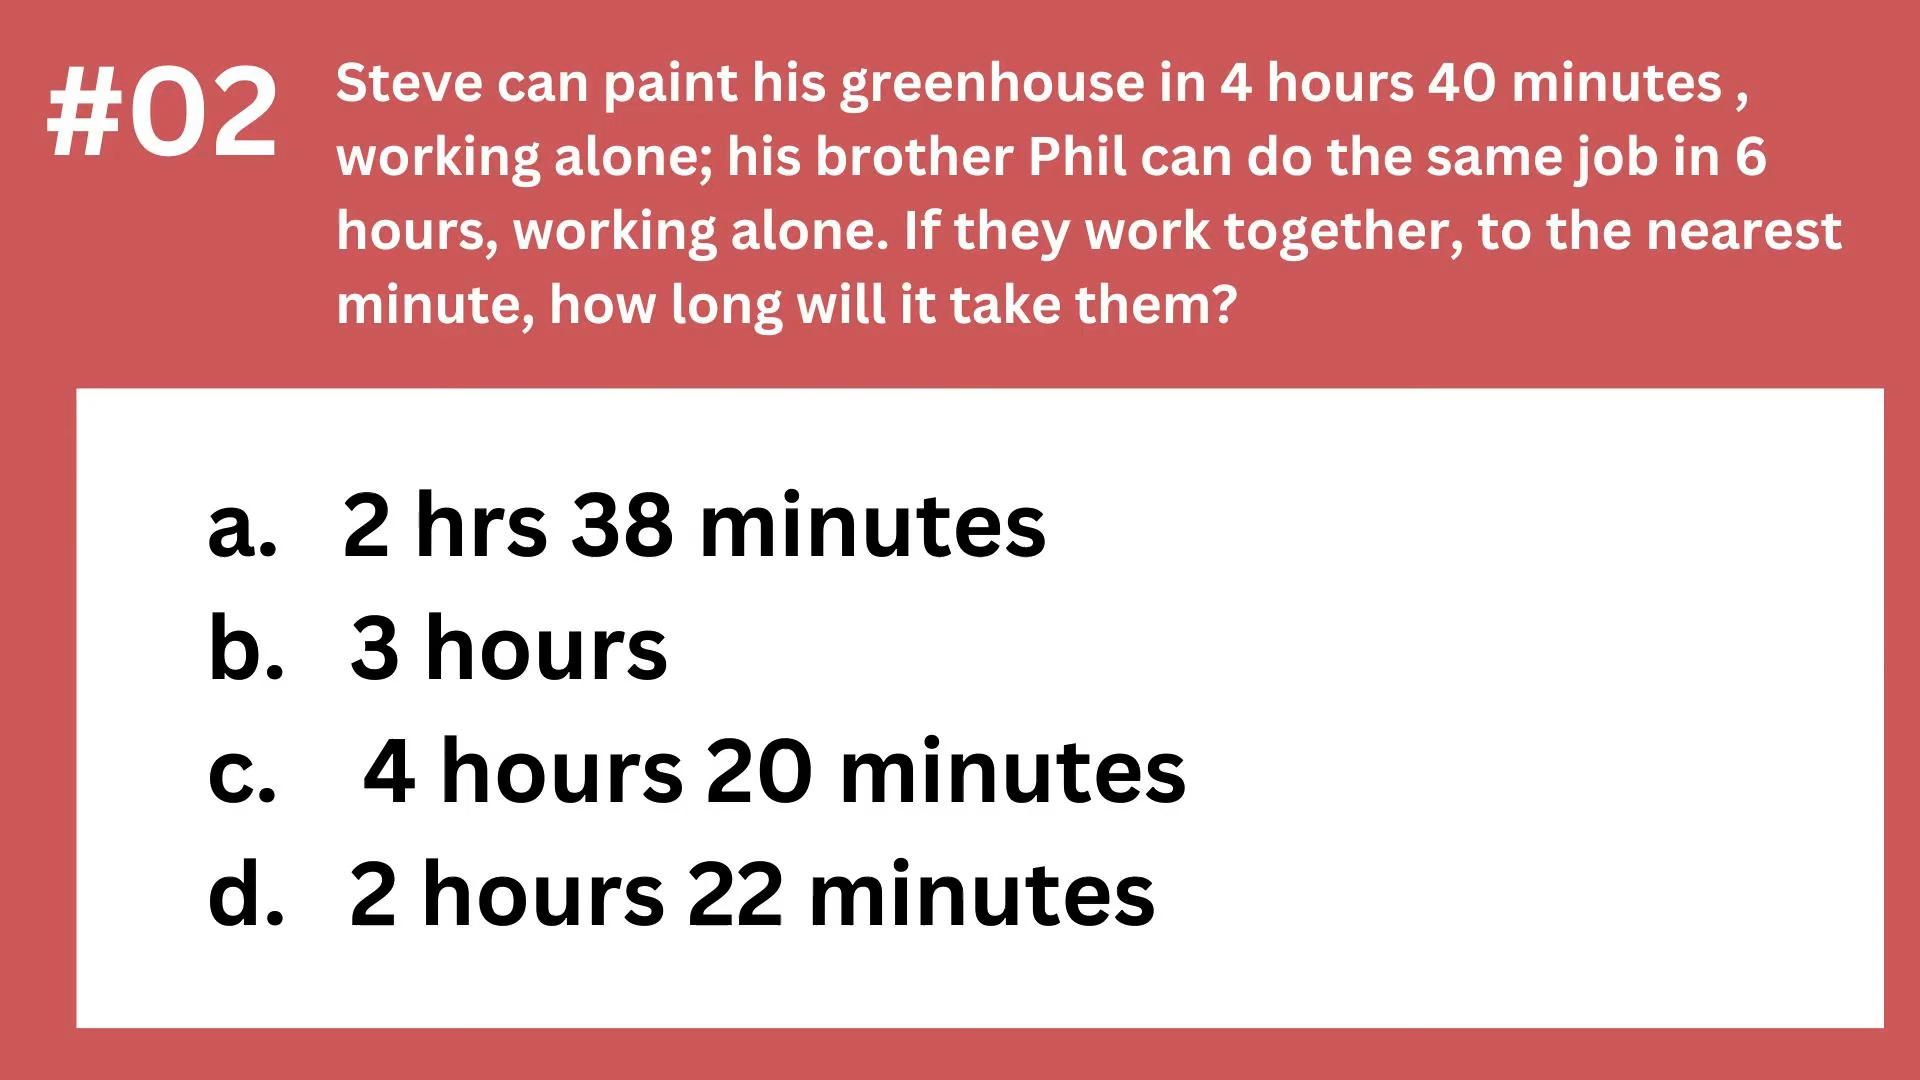 #02
Steve can paint his greenhouse in 4 hours 40 minutes ,
working alone; his brother Phil can do the same job in 6
hours, working alone. If they work together, to the nearest
minute, how long will it take them?
a. 2 hrs 38 minutes
b. 3 hours
c. 4 hours 20 minutes
d. 2 hours 22 minutes